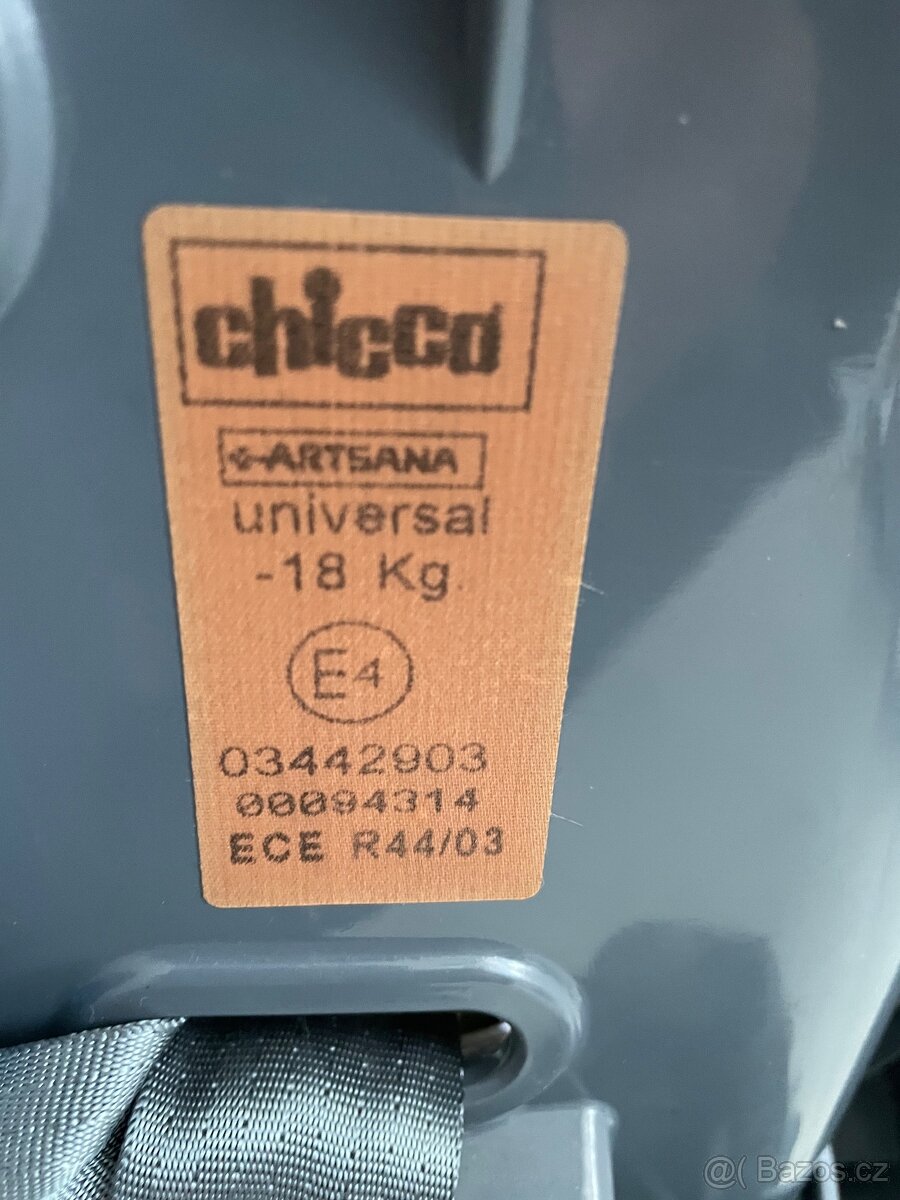 chicco
ARTSANA
universal
-18 Kg.
E4
03442903
00094314
ECE R44/03
@( Bazos.cz